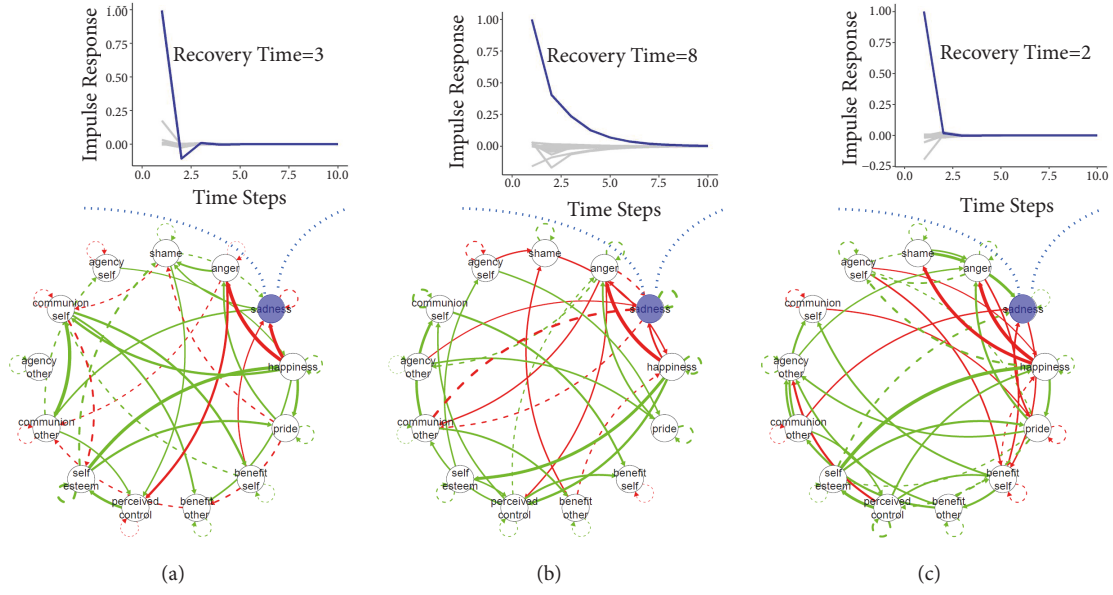 Impulse Response
1.00
0.75
0.50
0.25
0.00
Recovery Time=3
0.0
2.5
5.0
7.5
10.0
Time Steps
shame
anger
agency
self
sadness
communion
self
happiness
agency
other
pride
communion
other
benefit
self
self
esteem
benefit
other
perceived
control
(a)
Impulse Response
1.00
0.75
0.50
0.25
0.00
Recovery Time=8
0.0
2.5
5.0
7.5
10.0
Time Steps
shame
anger
agency
self
sadness
communion
self
happiness
agency
other
pride
communion
other
benefit
self
self
esteem
benefit
other
perceived
control
(b)
Impulse Response
1.00
0.75
0.50
0.25
0.00
−0.25
Recovery Time=2
0.0
2.5
5.0
7.5
10.0
Time Steps
shame
anger
agency
self
sadness
communion
self
happiness
agency
other
pride
communion
other
benefit
self
self
esteem
benefit
other
perceived
control
(c)